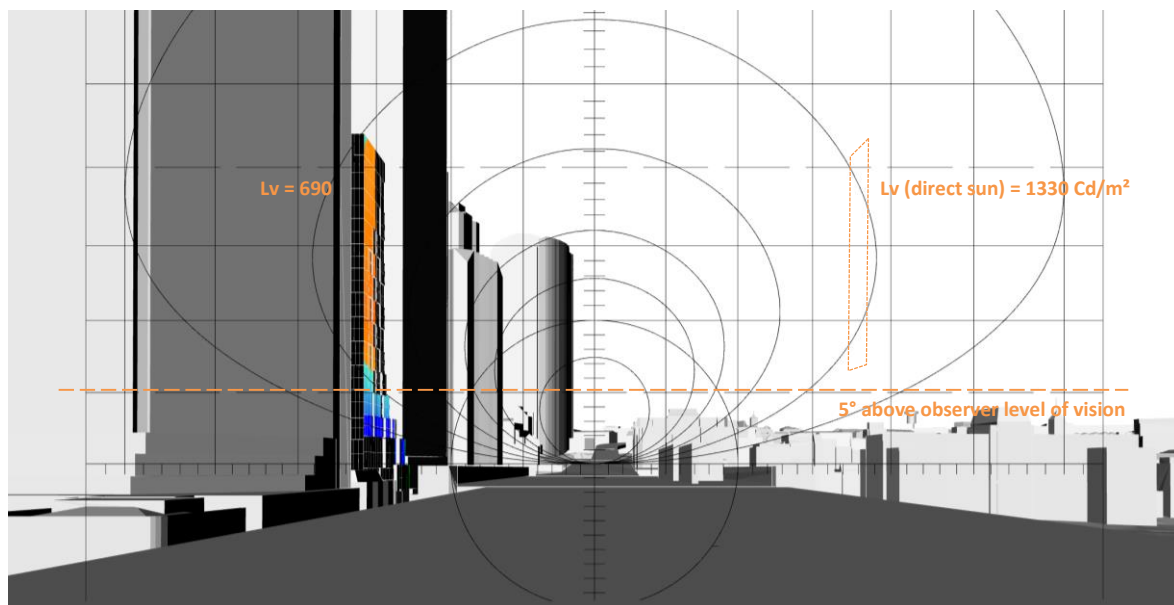 Lv = 690
Lv (direct sun) = 1330 Cd/m²
5° above observer level of vision